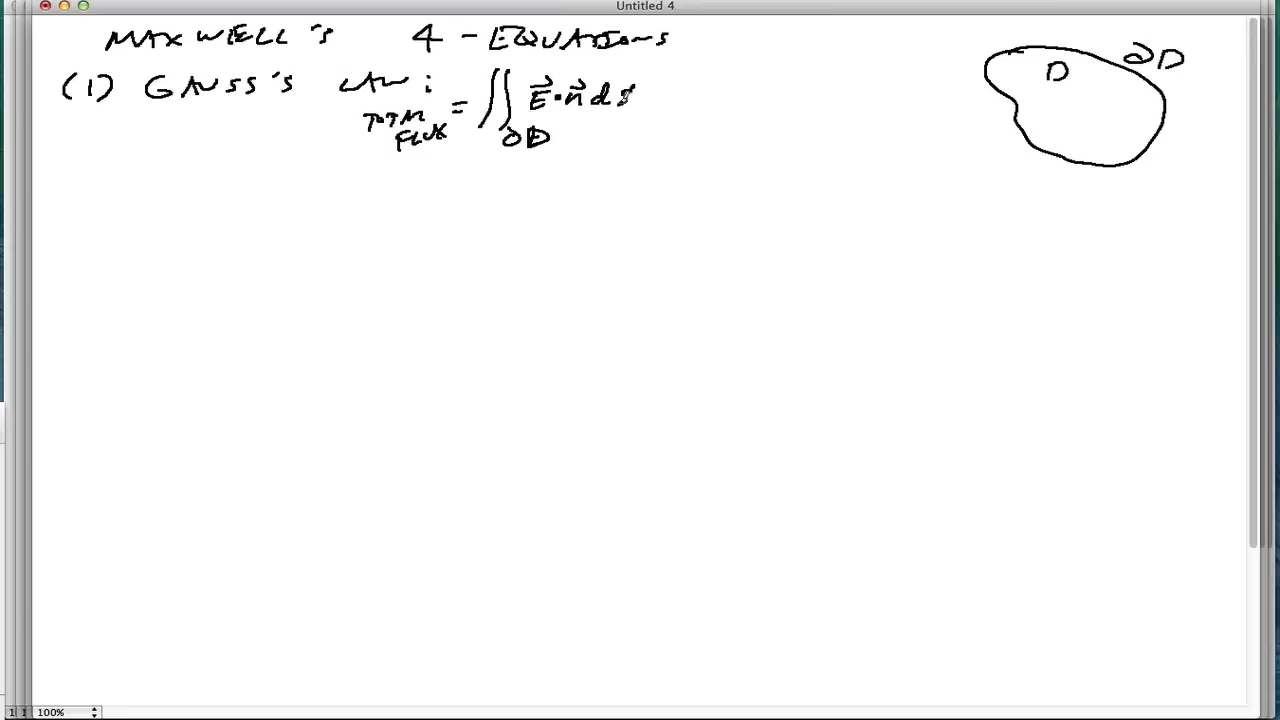 Untitled 4
MAXWELL'S 4-EQUATIONS
(1) GAUSS'S LAW: TOTAL FLUX = ∬_∂D E⃗ · n⃗ dS
D ∂D
100%